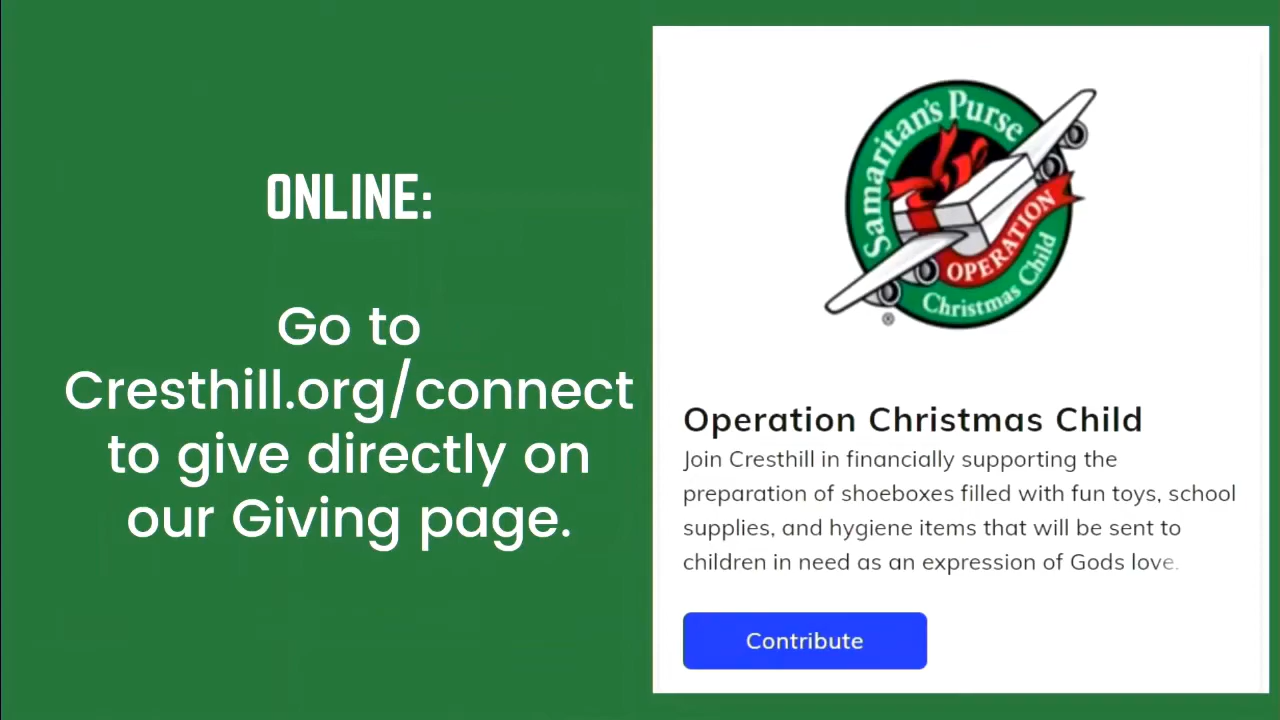 ONLINE:
Go to
Cresthill.org/connect
to give directly on
our Giving page.
Samaritan's Purse
OPERATION
Christmas Child
®
Operation Christmas Child
Join Cresthill in financially supporting the
preparation of shoeboxes filled with fun toys, school
supplies, and hygiene items that will be sent to
children in need as an expression of Gods love.
Contribute